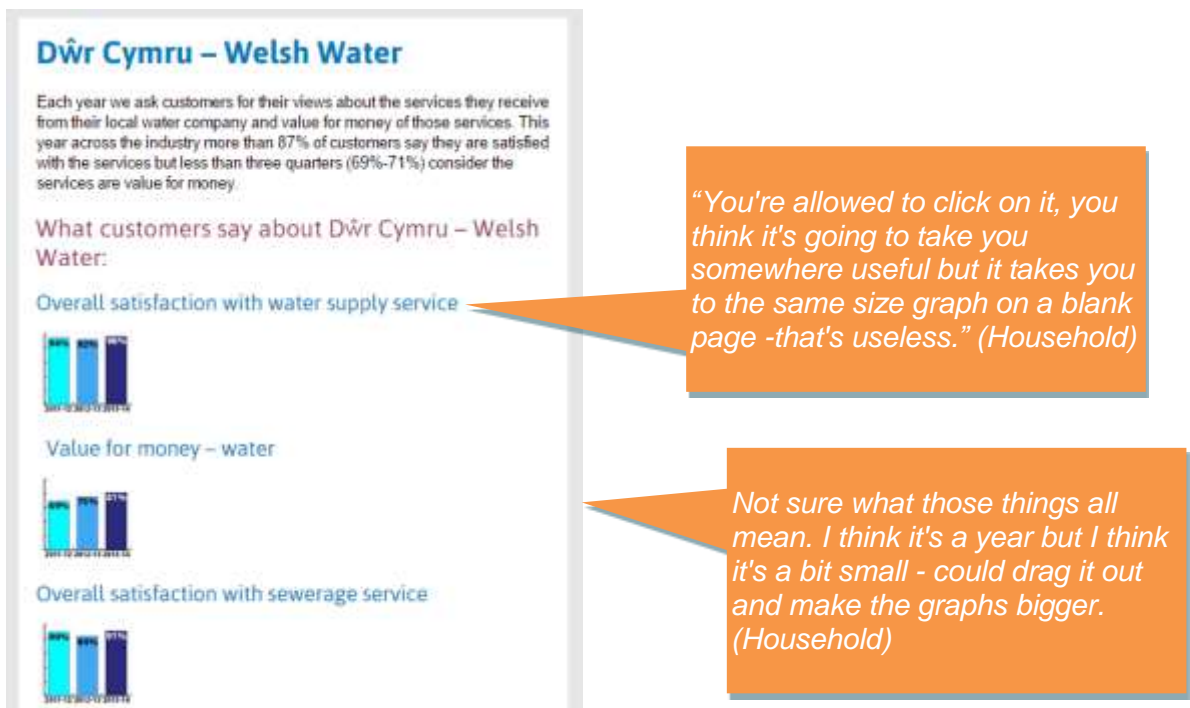 Dŵr Cymru – Welsh Water
Each year we ask customers for their views about the services they receive
from their local water company and value for money of those services. This
year across the industry more than 87% of customers say they are satisfied
with the services but less than three quarters (69%-71%) consider the
services are value for money.
What customers say about Dŵr Cymru – Welsh
Water:
Overall satisfaction with water supply service
Value for money – water
Overall satisfaction with sewerage service
“You're allowed to click on it, you
think it's going to take you
somewhere useful but it takes you
to the same size graph on a blank
page -that's useless.” (Household)
Not sure what those things all
mean. I think it's a year but I think
it's a bit small - could drag it out
and make the graphs bigger.
(Household)